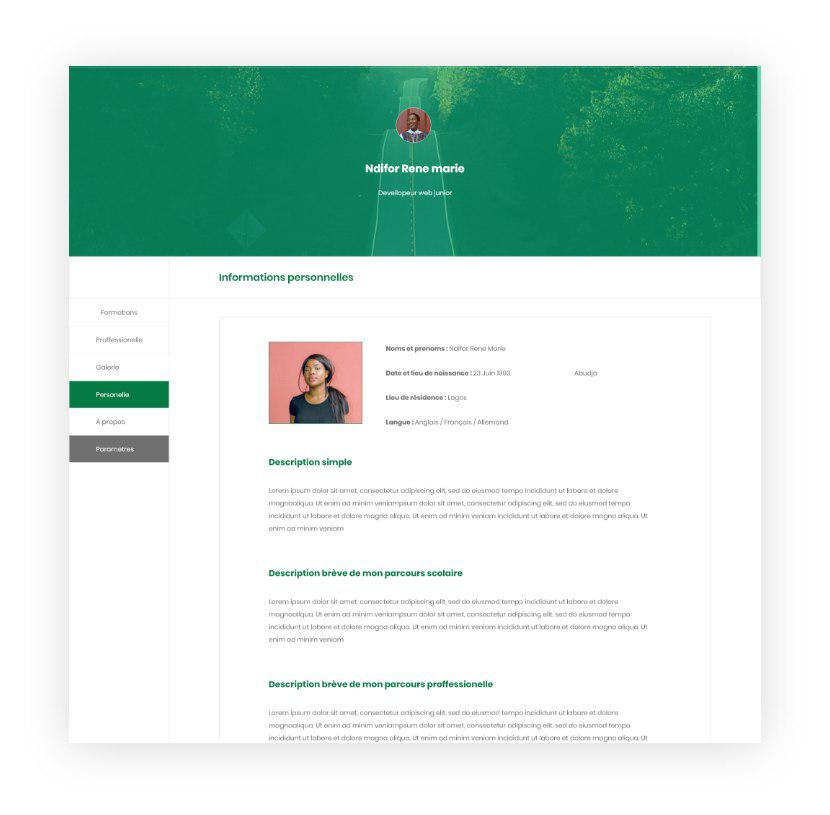 Ndifor Rene marie
Devellopeur web junior
Informations personnelles
Formations
Proffessionelle
Galerie
Personelle
A propos
Parametres
Noms et prenoms : Ndifor Rene Marie
Date et lieu de naissance : 23 Juin 1893 Abudja
Lieu de résidence : Lagos
Langue : Anglais / Français / Allemand
Description simple
Lorem ipsum dolor sit amet, consectetur adipiscing elit, sed do eiusmod tempo incididunt ut labore et dolore
magnaaliqua. Ut enim ad minim veniampsum dolor sit amet, consectetur adipiscing elit, sed do eiusmod tempo
incididunt ut labore et dolore magna aliqua. Ut enim ad minim veniam incididunt ut labore et dolore magna aliqua. Ut
enim ad minim veniam
Description brève de mon parcours scolaire
Lorem ipsum dolor sit amet, consectetur adipiscing elit, sed do eiusmod tempo incididunt ut labore et dolore
magnaaliqua. Ut enim ad minim veniampsum dolor sit amet, consectetur adipiscing elit, sed do eiusmod tempo
incididunt ut labore et dolore magna aliqua. Ut enim ad minim veniam incididunt ut labore et dolore magna aliqua. Ut
enim ad minim veniam
Description brève de mon parcours proffessionelle
Lorem ipsum dolor sit amet, consectetur adipiscing elit, sed do eiusmod tempo incididunt ut labore et dolore
magnaaliqua. Ut enim ad minim veniampsum dolor sit amet, consectetur adipiscing elit, sed do eiusmod tempo
incididunt ut labore et dolore magna aliqua. Ut enim ad minim veniam incididunt ut labore et dolore magna aliqua. Ut